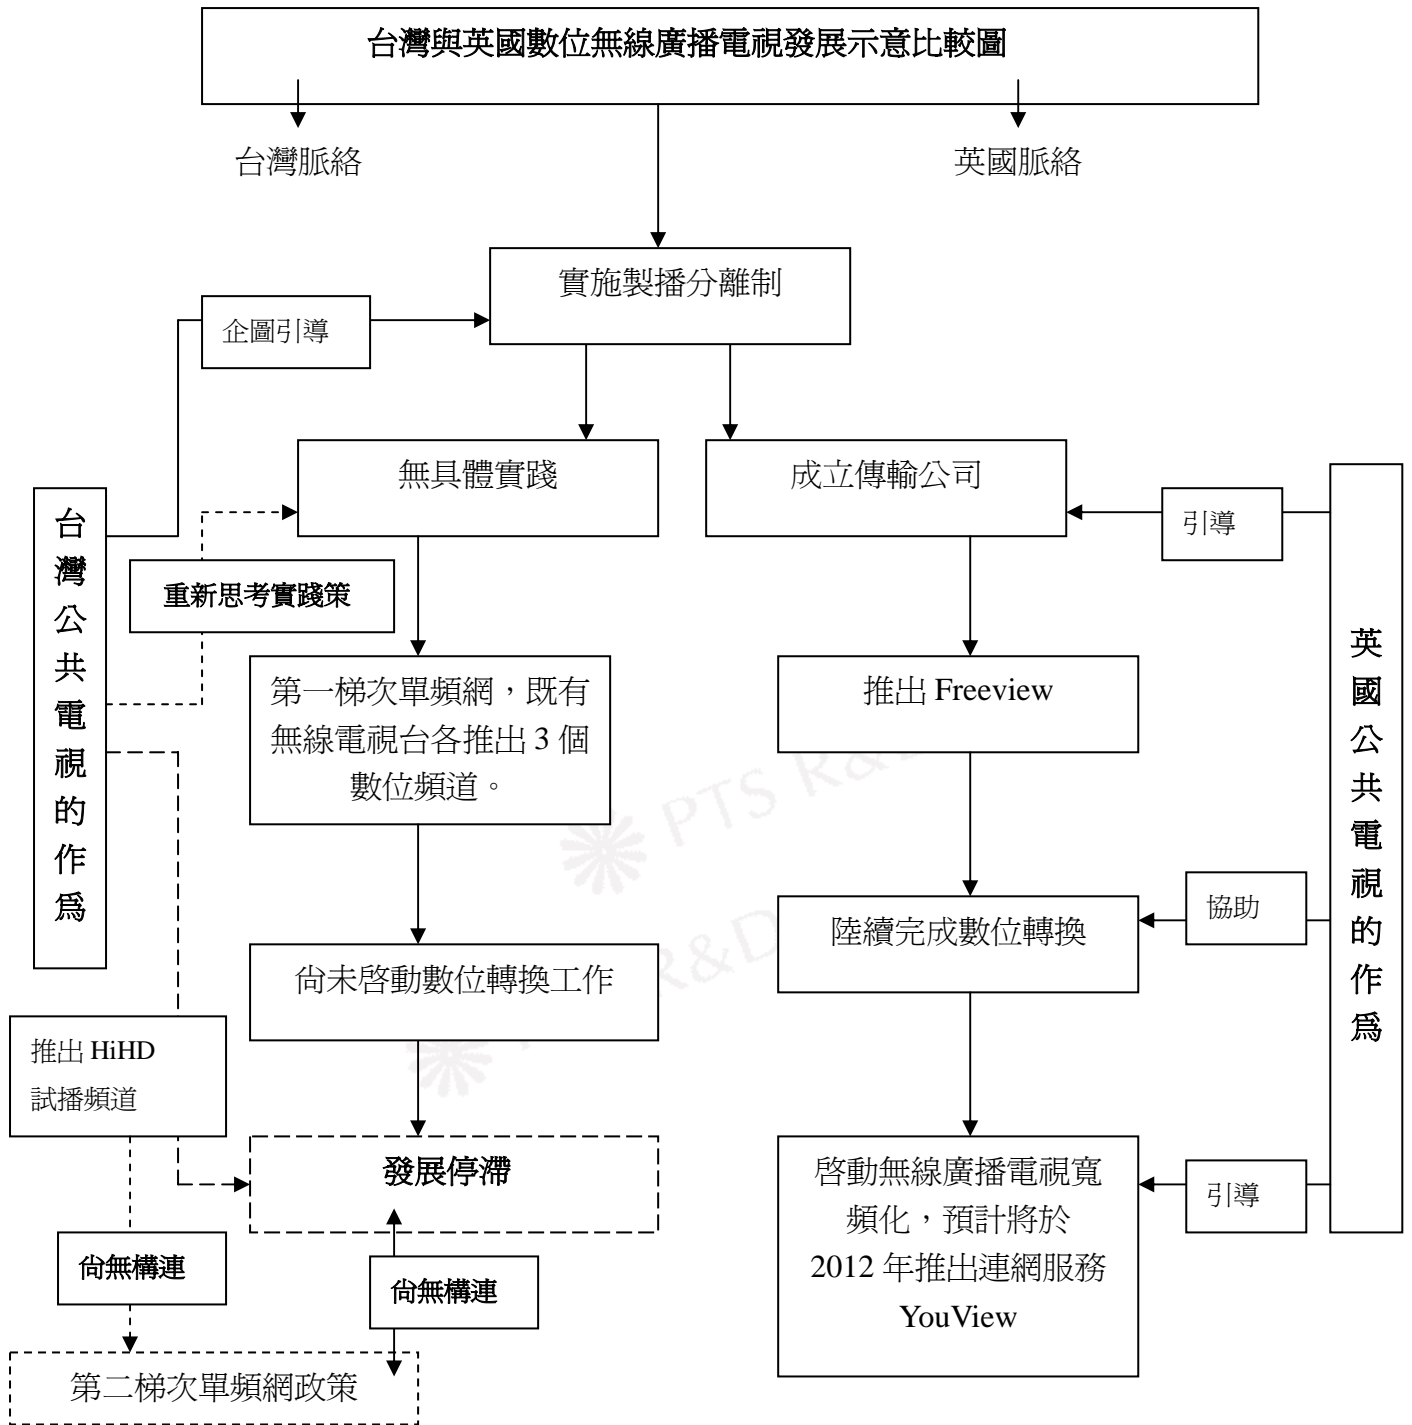 台灣與英國數位無線廣播電視發展示意比較圖
台灣脈絡
英國脈絡
實施製播分離制
企圖引導
無具體實踐
成立傳輸公司
引導
台灣公共電視的作為
重新思考實踐策
第一梯次單頻網，既有
無線電視台各推出 3 個
數位頻道。
推出 Freeview
英國公共電視的作為
尚未啓動數位轉換工作
陸續完成數位轉換
協助
推出 HiHD
試播頻道
發展停滯
啓動無線廣播電視寬
頻化，預計將於
2012 年推出連網服務
YouView
引導
尚無構連
尚無構連
第二梯次單頻網政策
PTS R&
R&D